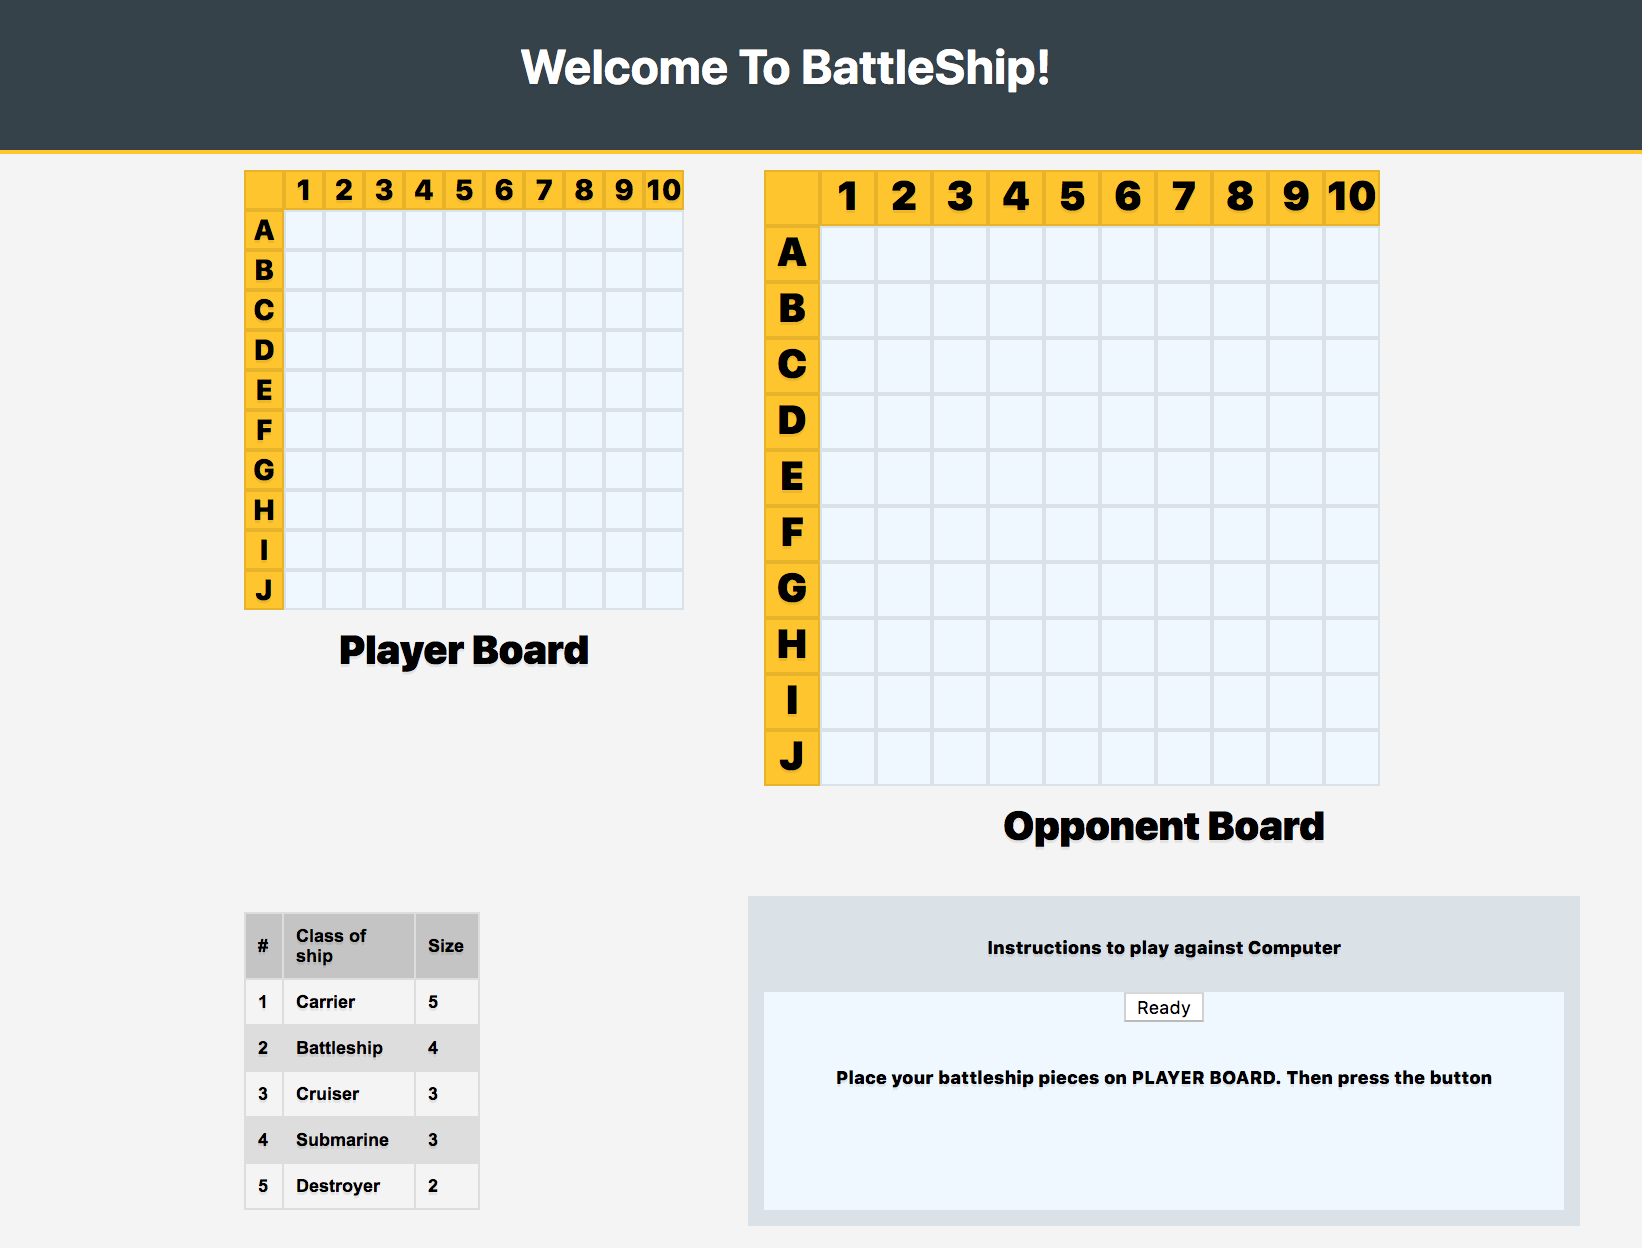 Welcome To BattleShip!
1 2 3 4 5 6 7 8 9 10
A
B
C
D
E
F
G
H
I
J
Player Board
1 2 3 4 5 6 7 8 9 10
A
B
C
D
E
F
G
H
I
J
Opponent Board
# Class of ship Size
1 Carrier 5
2 Battleship 4
3 Cruiser 3
4 Submarine 3
5 Destroyer 2
Instructions to play against Computer
Ready
Place your battleship pieces on PLAYER BOARD. Then press the button